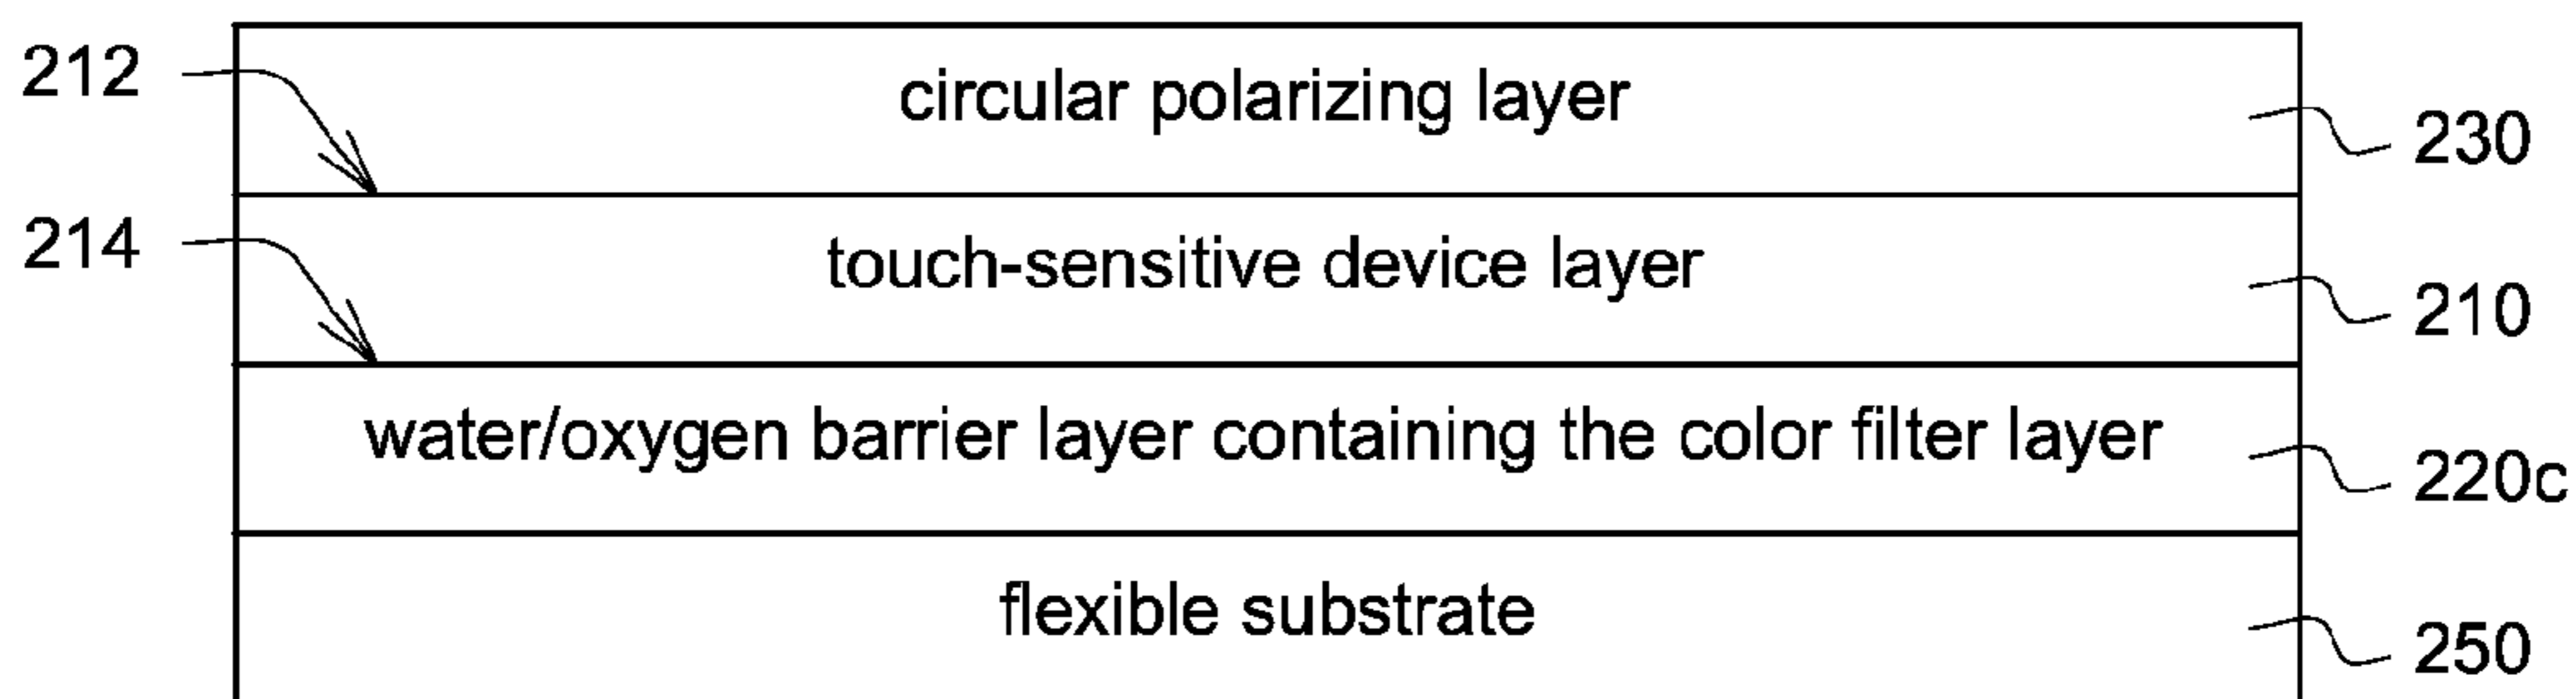 212
circular polarizing layer
230
214
touch-sensitive device layer
210
water/oxygen barrier layer containing the color filter layer
220c
flexible substrate
250